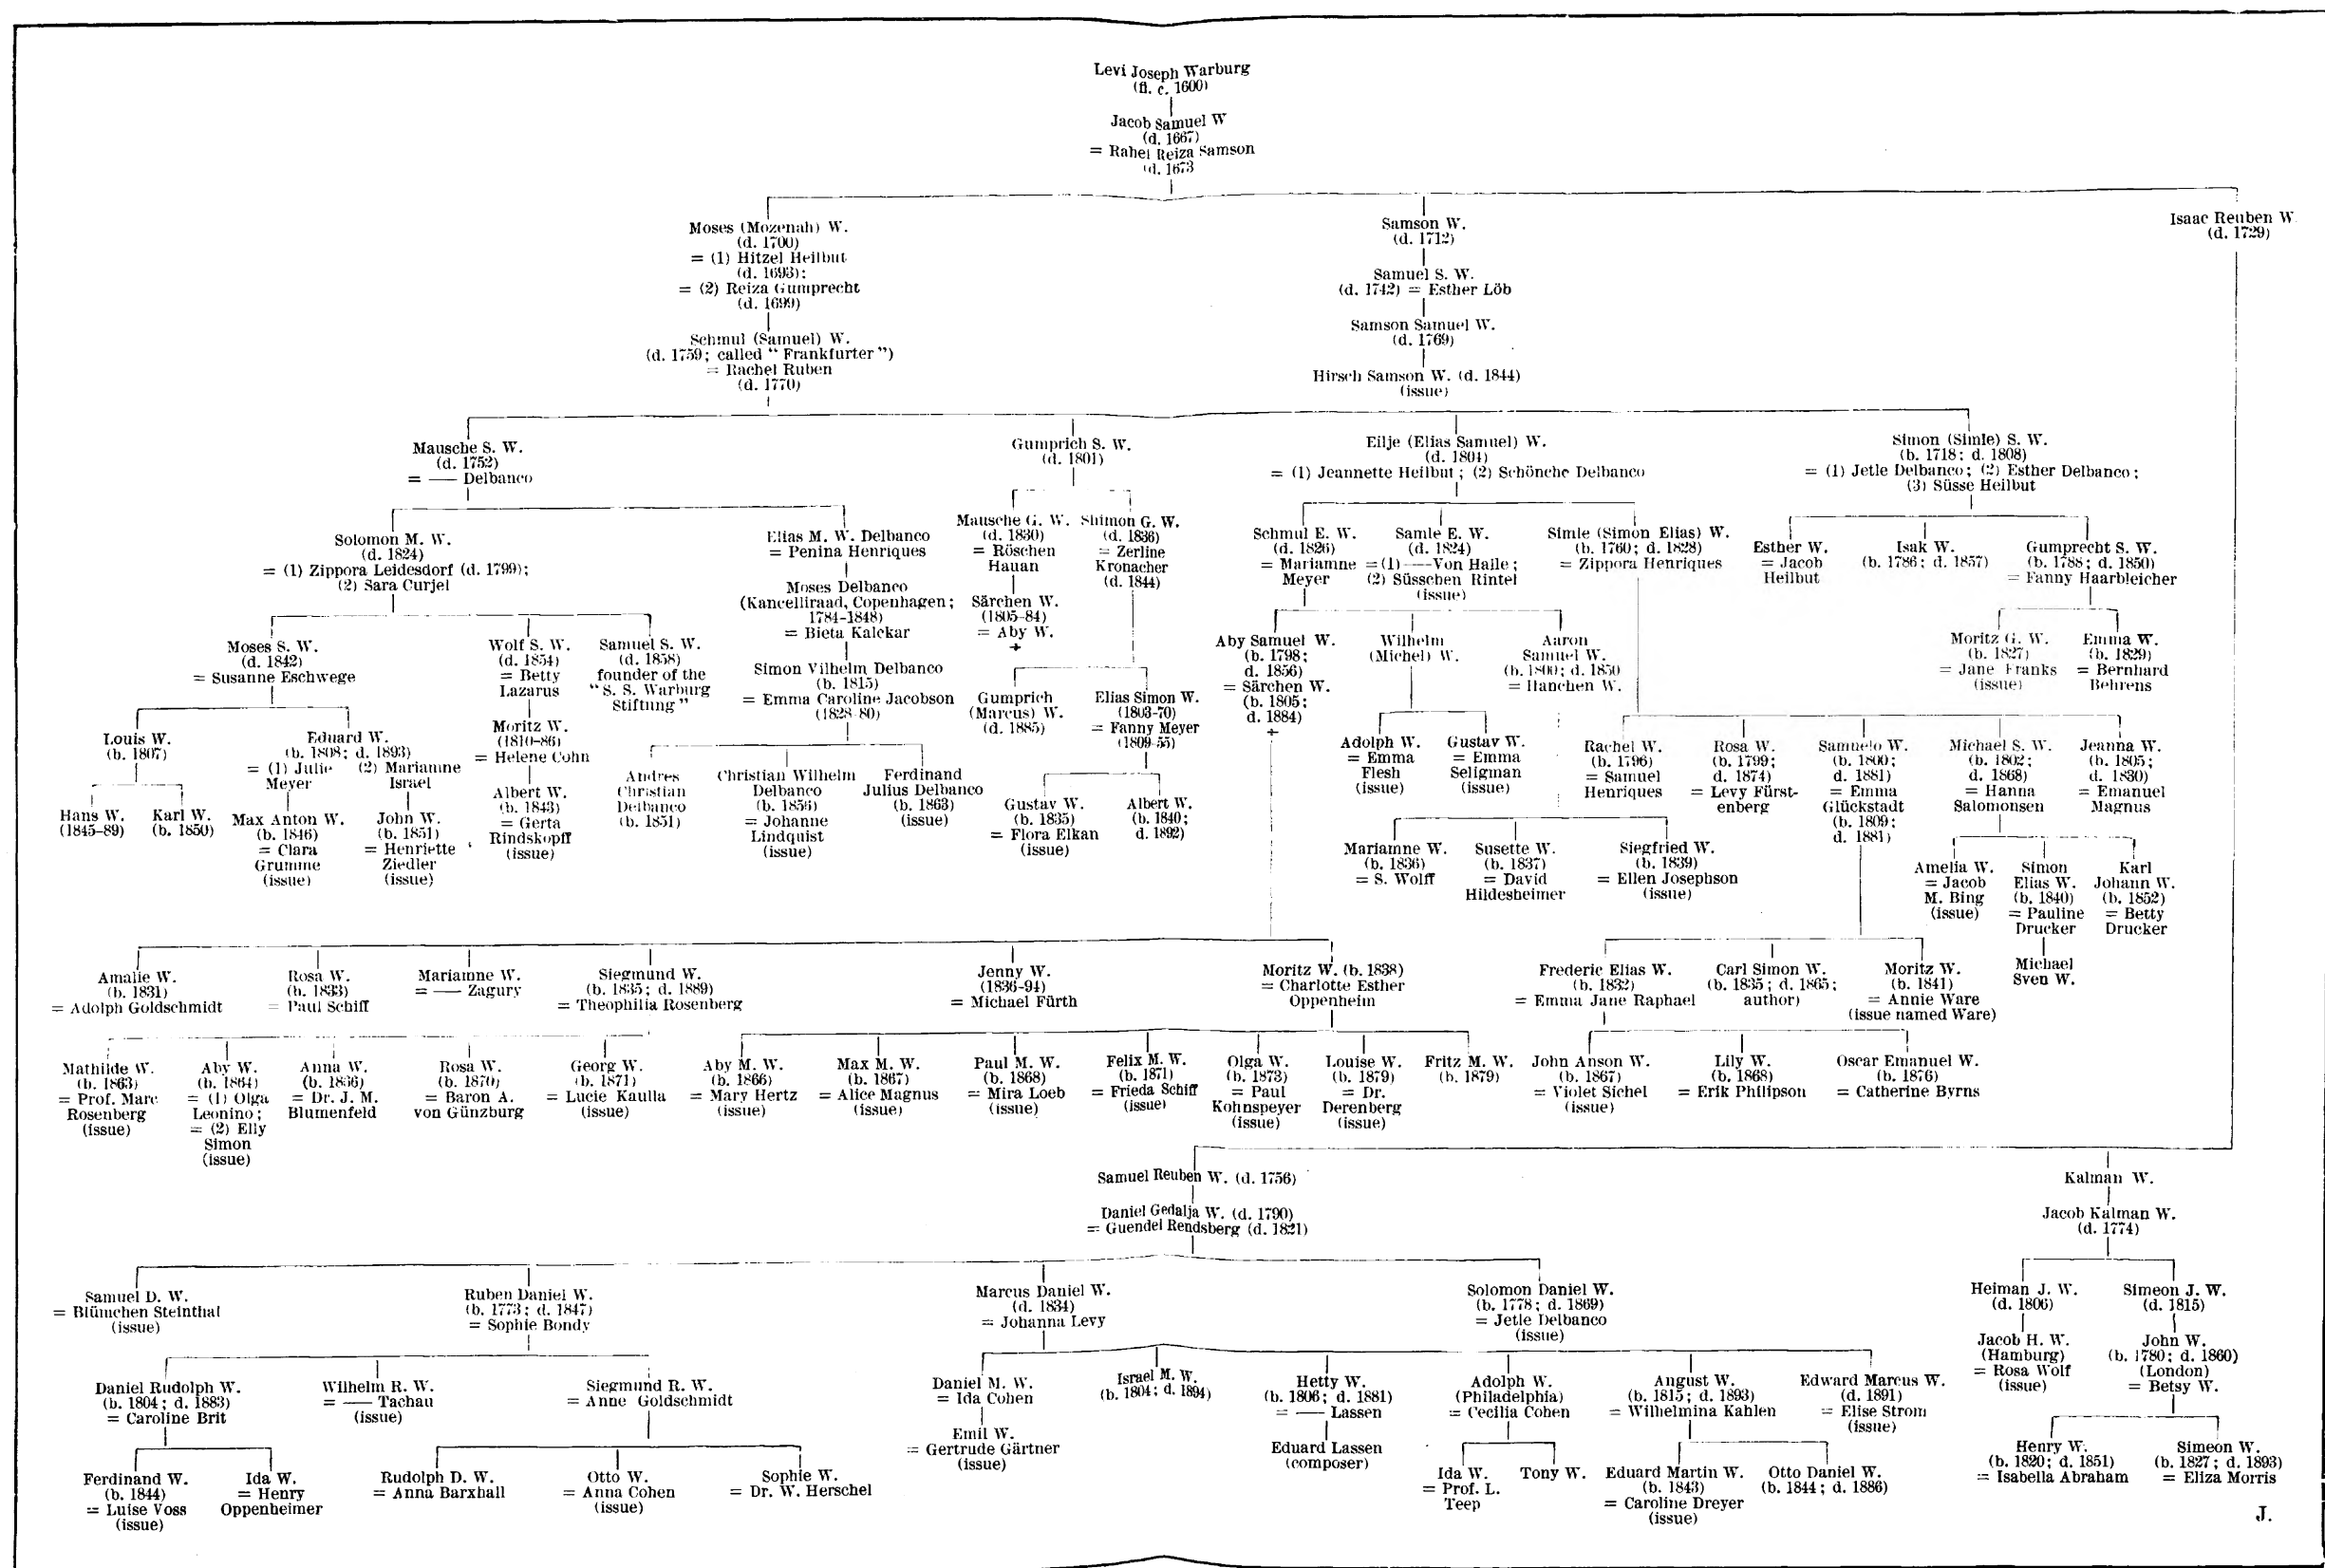 Levi Joseph Warburg
(fl. c. 1600)
Jacob Samuel W
(d. 1667)
= Rahel Reiza Samson
(d. 1673
Moses (Mozenah) W.
(d. 1700)
= (1) Hitzel Heilbut
(d. 1693);
= (2) Reiza Gumprecht
(d. 1699)
Schmul (Samuel) W.
(d. 1759; called "Frankfurter")
= Rachel Ruben
(d. 1770)
Samson W.
(d. 1712)
Samuel S. W.
(d. 1742) = Esther Löb
Samson Samuel W.
(d. 1769)
Hirsch Samson W. (d. 1844)
(issue)
Isaac Reuben W.
(d. 1729)
Mausche S. W.
(d. 1752)
= —— Delbanco
Gumprich S. W.
(d. 1801)
Eilje (Elias Samuel) W.
(d. 1804)
= (1) Jeannette Heilbut; (2) Schönche Delbanco
Simon (Simle) S. W.
(b. 1718; d. 1808)
= (1) Jetle Delbanco; (2) Esther Delbanco;
(3) Süsse Heilbut
Solomon M. W.
(d. 1824)
= (1) Zippora Leidesdorf (d. 1799);
(2) Sara Curjel
Elias M. W. Delbanco
= Penina Henriques
Moses Delbanco
(Kancelliraad, Copenhagen;
1784-1848)
= Bieta Kalckar
Simon Vilhelm Delbanco
(b. 1815)
= Emma Caroline Jacobson
(1828-80)
Mausche G. W.
(d. 1830)
= Röschen
Hauan
Särchen W.
(1805-84)
= Aby W.
+
Shimon G. W.
(d. 1836)
= Zerline
Kronacher
(d. 1844)
Gumprich
(Marcus) W.
(d. 1885)
Elias Simon W.
(1803-70)
= Fanny Meyer
(1809-55)
Gustav W.
(b. 1835)
= Flora Elkan
(issue)
Albert W.
(b. 1840;
d. 1892)
Schmul E. W.
(d. 1826)
= Mariamne
Meyer
Samle E. W.
(d. 1824)
= (1) ——Von Halle;
(2) Süsschen Rintel
(issue)
Simle (Simon Elias) W.
(b. 1760; d. 1828)
= Zippora Henriques
Esther W.
= Jacob
Heilbut
Isak W.
(b. 1786; d. 1857)
Gumprecht S. W.
(b. 1788; d. 1850)
= Fanny Haarbleicher
Moritz G. W.
(b. 1827)
= Jane Franks
(issue)
Emma W.
(b. 1829)
= Bernhard
Behrens
Moses S. W.
(d. 1842)
= Susanne Eschwege
Wolf S. W.
(d. 1854)
= Betty
Lazarus
Moritz W.
(1810-86)
= Helene Cohn
Albert W.
(b. 1843)
= Gerta
Rindskopff
(issue)
Samuel S. W.
(d. 1858)
founder of the
"S. S. Warburg
Stiftung"
Louis W.
(b. 1807)
Eduard W.
(b. 1808; d. 1893)
= (1) Julie
Meyer
(2) Mariamne
Israel
Hans W.
(1845-89)
Karl W.
(b. 1850)
Max Anton W.
(b. 1846)
= Clara
Grumme
(issue)
John W.
(b. 1851)
= Henriette
Ziedler
(issue)
Andres
Christian
Delbanco
(b. 1851)
Christian Wilhelm
Delbanco
(b. 1856)
= Johanne
Lindquist
(issue)
Ferdinand
Julius Delbanco
(b. 1863)
(issue)
Aby Samuel W.
(b. 1798;
d. 1856)
= Särchen W.
(b. 1805;
d. 1884)
+
Wilhelm
(Michel) W.
Aaron
Samuel W.
(b. 1800; d. 1850
= Hanchen W.
Adolph W.
= Emma
Flesh
(issue)
Gustav W.
= Emma
Seligman
(issue)
Mariamne W.
(b. 1836)
= S. Wolff
Susette W.
(b. 1837)
= David
Hildesheimer
Siegfried W.
(b. 1839)
= Ellen Josephson
(issue)
Rachel W.
(b. 1796)
= Samuel
Henriques
Rosa W.
(b. 1799;
d. 1874)
= Levy Fürst-
enberg
Samuelo W.
(b. 1800;
d. 1881)
= Emma
Glückstadt
(b. 1809;
d. 1881)
Michael S. W.
(b. 1802;
d. 1868)
= Hanna
Salomonsen
Jeanna W.
(b. 1805;
d. 1830)
= Emanuel
Magnus
Amelia W.
= Jacob
M. Bing
(issue)
Simon
Elias W.
(b. 1840)
= Pauline
Drucker
Michael
Sven W.
Karl
Johann W.
(b. 1852)
= Betty
Drucker
Amalie W.
(b. 1831)
= Adolph Goldschmidt
Rosa W.
(b. 1833)
= Paul Schiff
Mariamne W.
= —— Zagury
Siegmund W.
(b. 1835; d. 1889)
= Theophilia Rosenberg
Jenny W.
(1836-94)
= Michael Fürth
Moritz W. (b. 1838)
= Charlotte Esther
Oppenheim
Frederic Elias W.
(b. 1832)
= Emma Jane Raphael
Carl Simon W.
(b. 1835; d. 1865;
author)
Moritz W.
(b. 1841)
= Annie Ware
(issue named Ware)
Mathilde W.
(b. 1863)
= Prof. Marc
Rosenberg
(issue)
Aby W.
(b. 1864)
= (1) Olga
Leonino;
= (2) Elly
Simon
(issue)
Anna W.
(b. 1866)
= Dr. J. M.
Blumenfeld
Rosa W.
(b. 1870)
= Baron A.
von Günzburg
Georg W.
(b. 1871)
= Lucie Kaulla
(issue)
Aby M. W.
(b. 1866)
= Mary Hertz
(issue)
Max M. W.
(b. 1867)
= Alice Magnus
(issue)
Paul M. W.
(b. 1868)
= Mira Loeb
(issue)
Felix M. W.
(b. 1871)
= Frieda Schiff
(issue)
Olga W.
(b. 1873)
= Paul
Kohnspeyer
(issue)
Louise W.
(b. 1879)
= Dr.
Derenberg
(issue)
Fritz M. W.
(b. 1879)
John Anson W.
(b. 1867)
= Violet Sichel
(issue)
Lily W.
(b. 1868)
= Erik Philipson
Oscar Emanuel W.
(b. 1876)
= Catherine Byrns
Samuel Reuben W. (d. 1756)
Daniel Gedalja W. (d. 1790)
= Guendel Rendsberg (d. 1821)
Kalman W.
Jacob Kalman W.
(d. 1774)
Samuel D. W.
= Blümchen Steinthal
(issue)
Ruben Daniel W.
(b. 1773; d. 1847)
= Sophie Bondy
Marcus Daniel W.
(d. 1834)
= Johanna Levy
Solomon Daniel W.
(b. 1778; d. 1869)
= Jetle Delbanco
(issue)
Heiman J. W.
(d. 1806)
Jacob H. W.
(Hamburg)
= Rosa Wolf
(issue)
Simeon J. W.
(d. 1815)
John W.
(b. 1780; d. 1860)
(London)
= Betsy W.
Daniel Rudolph W.
(b. 1804; d. 1883)
= Caroline Brit
Wilhelm R. W.
= —— Tachau
(issue)
Siegmund R. W.
= Anne Goldschmidt
Daniel M. W.
= Ida Cohen
Emil W.
= Gertrude Gärtner
(issue)
Israel M. W.
(b. 1804; d. 1894)
Hetty W.
(b. 1806; d. 1881)
= —— Lassen
Eduard Lassen
(composer)
Adolph W.
(Philadelphia)
= Cecilia Cohen
August W.
(b. 1815; d. 1893)
= Wilhelmina Kahlen
Edward Marcus W.
(d. 1891)
= Elise Strom
(issue)
Ferdinand W.
(b. 1844)
= Luise Voss
(issue)
Ida W.
= Henry
Oppenheimer
Rudolph D. W.
= Anna Barxhall
Otto W.
= Anna Cohen
(issue)
Sophie W.
= Dr. W. Herschel
Ida W.
= Prof. L.
Teep
Tony W.
Eduard Martin W.
(b. 1843)
= Caroline Dreyer
(issue)
Otto Daniel W.
(b. 1844; d. 1886)
Henry W.
(b. 1820; d. 1851)
= Isabella Abraham
Simeon W.
(b. 1827; d. 1893)
= Eliza Morris
J.